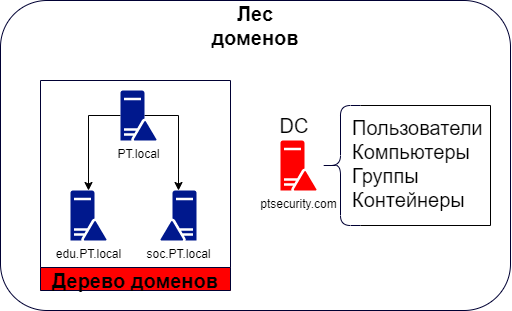 Лес
доменов
PT.local
edu.PT.local
soc.PT.local
Дерево доменов
DC
ptsecurity.com
Пользователи
Компьютеры
Группы
Контейнеры